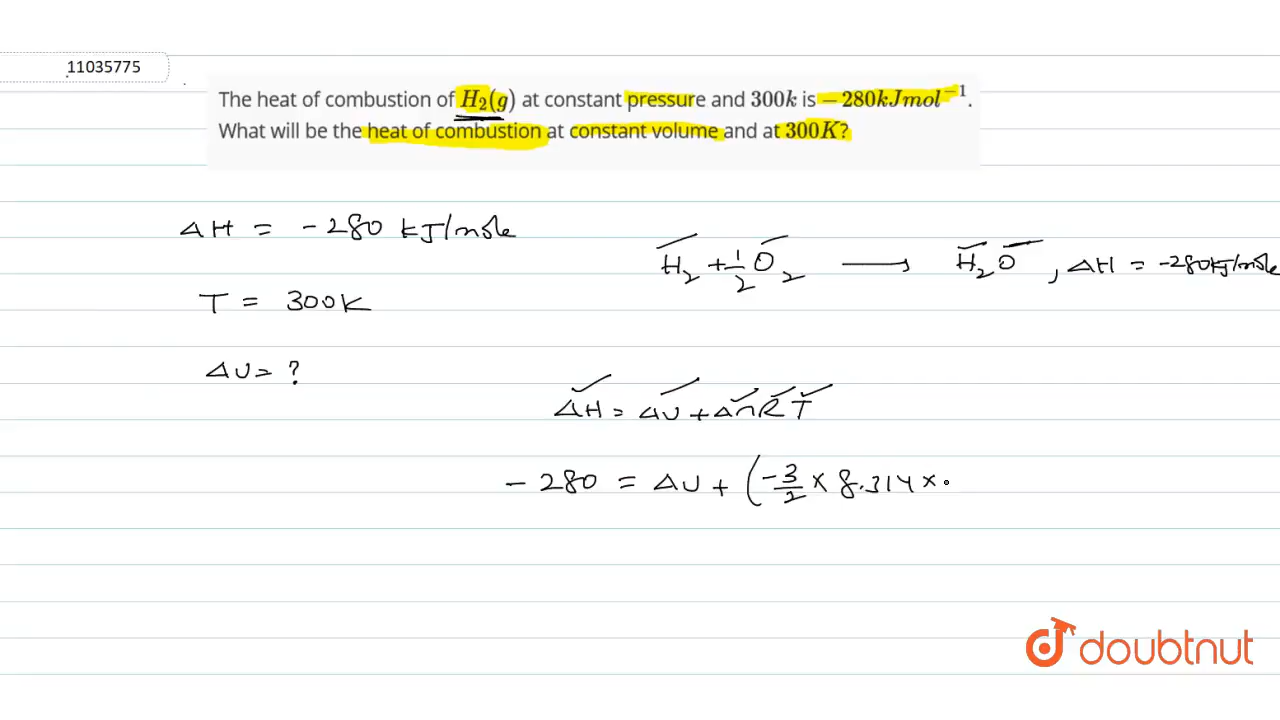 11035775
The heat of combustion of H₂(g) at constant pressure and 300k is −280kJmol⁻¹.
What will be the heat of combustion at constant volume and at 300K?
ΔH = -280 kJ/mole
H₂ + 1/2 O₂ → H₂O, ΔH = -280kJ/mole
T = 300K
ΔU = ?
ΔH = ΔU + ΔnRT
-280 = ΔU + (-3/2 × 8.314 ×
doubtnut